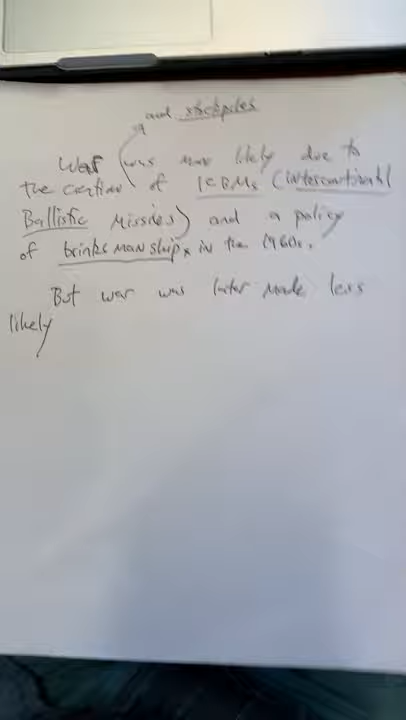 and stockpiles
War was more likely due to
the creation of ICBMs (Intercontinental
Ballistic Missiles) and a policy
of brinksmanship in the 1960s.
But war was later made less
likely